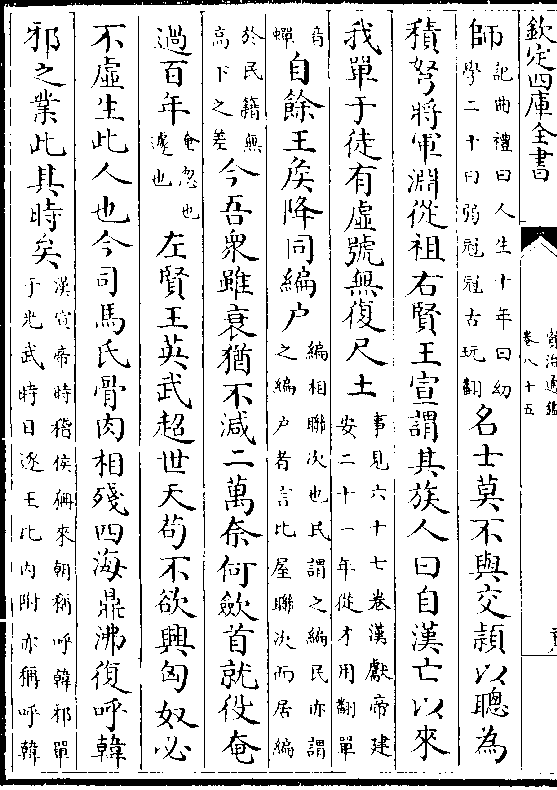 欽定四庫全書
資治通鑑
卷八十五
師記曲禮曰人生十年曰幼學二十曰弱冠冠古玩翻名士莫不與交頴以聰為
積弩將軍淵從祖右賢王宣謂其族人曰自漢亡以來
我單于徒有虛號無復尺土事見六十七卷漢獻帝建安二十一年從才用翻單
音蟬自餘王矦降同編户編相聯次也民謂之編民亦謂之編户者言比屋聯次而居編
於民籍無高下之差今吾衆雖衰猶不减二萬奈何斂首就役奄
過百年奄忽也遽也左賢王英武超世天苟不欲興匈奴必
不虛生此人也今司馬氏骨肉相殘四海鼎沸復呼韓
邪之業此其時矣漢宣帝時稽侯狦來朝稱呼韓邪單于光武時日逐王比内附亦稱呼韓